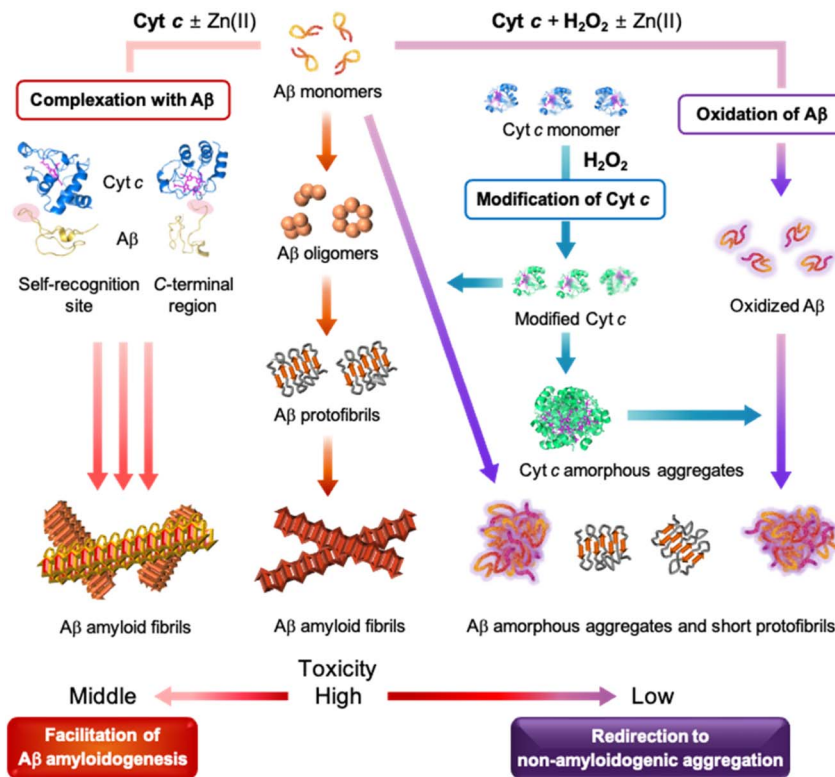 Cyt c ± Zn(II)
Cyt c + H₂O₂ ± Zn(II)
Complexation with Aβ
Aβ monomers
Cyt c monomer
Oxidation of Aβ
H₂O₂
Modification of Cyt c
Cyt c
Aβ
Self-recognition
site
C-terminal
region
Aβ oligomers
Modified Cyt c
Oxidized Aβ
Aβ protofibrils
Cyt c amorphous aggregates
Aβ amyloid fibrils
Aβ amyloid fibrils
Aβ amorphous aggregates and short protofibrils
Toxicity
Middle
High
Low
Facilitation of
Aβ amyloidogenesis
Redirection to
non-amyloidogenic aggregation